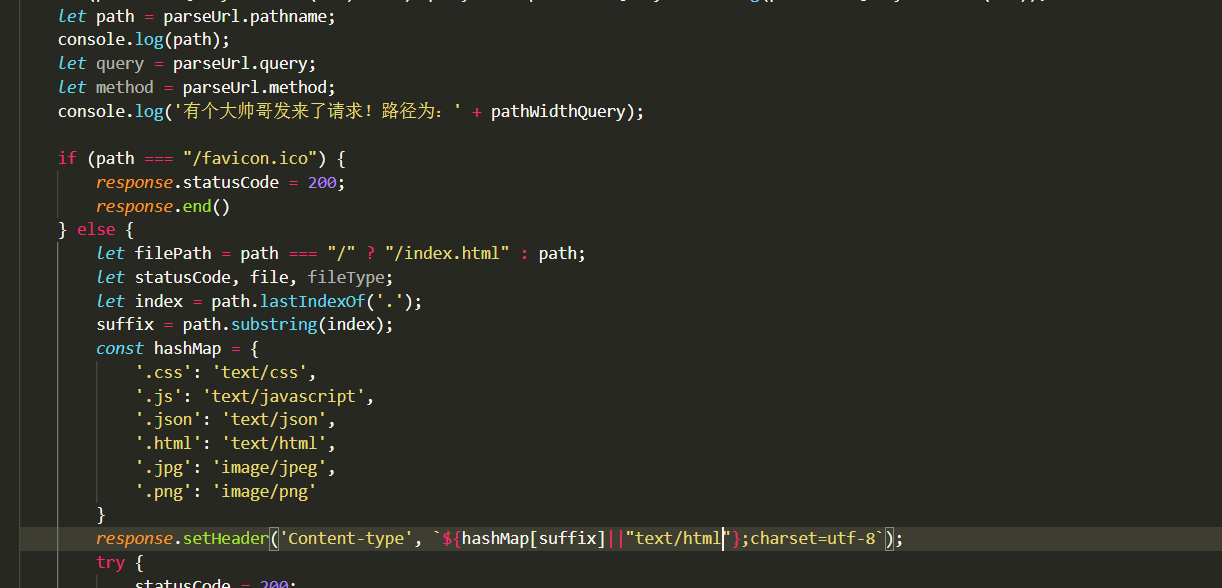 let path = parseUrl.pathname;
console.log(path);
let query = parseUrl.query;
let method = parseUrl.method;
console.log('有个大帅哥发来了请求！路径为：' + pathWidthQuery);
if (path === "/favicon.ico") {
response.statusCode = 200;
response.end()
} else {
let filePath = path === "/" ? "/index.html" : path;
let statusCode, file, fileType;
let index = path.lastIndexOf('.');
suffix = path.substring(index);
const hashMap = {
'.css': 'text/css',
'.js': 'text/javascript',
'.json': 'text/json',
'.html': 'text/html',
'.jpg': 'image/jpeg',
'.png': 'image/png'
}
response.setHeader('Content-type', `${hashMap[suffix]||"text/html"};charset=utf-8`);
try {
statusCode = 200;